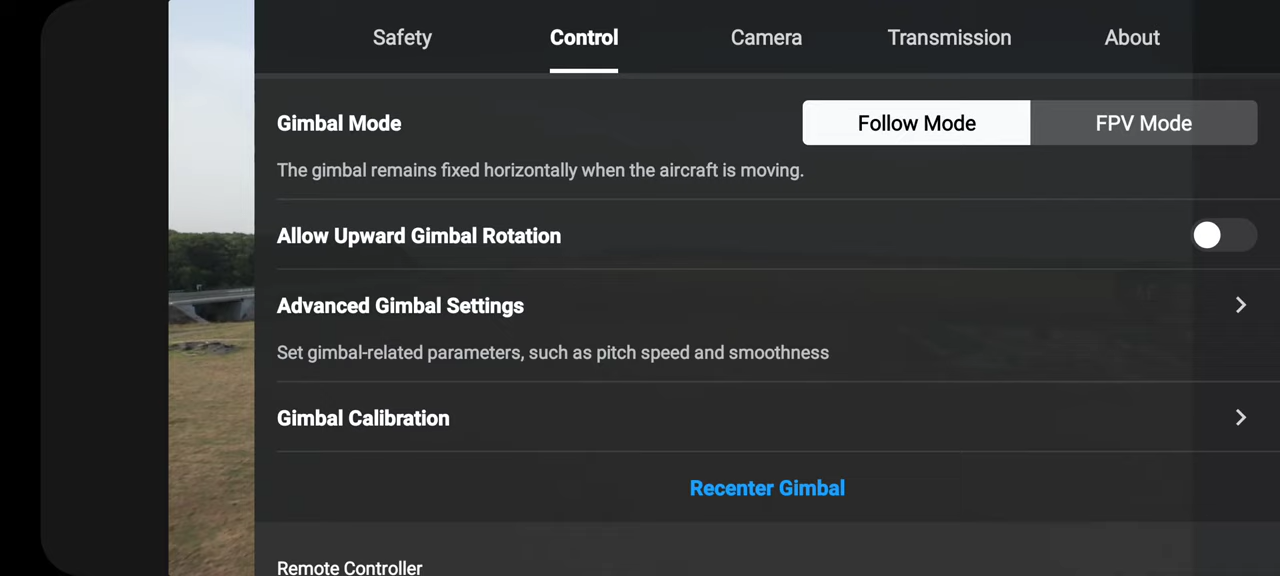 Safety Control Camera Transmission About
Gimbal Mode Follow Mode FPV Mode
The gimbal remains fixed horizontally when the aircraft is moving.
Allow Upward Gimbal Rotation
Advanced Gimbal Settings
Set gimbal-related parameters, such as pitch speed and smoothness
Gimbal Calibration
Recenter Gimbal
Remote Controller